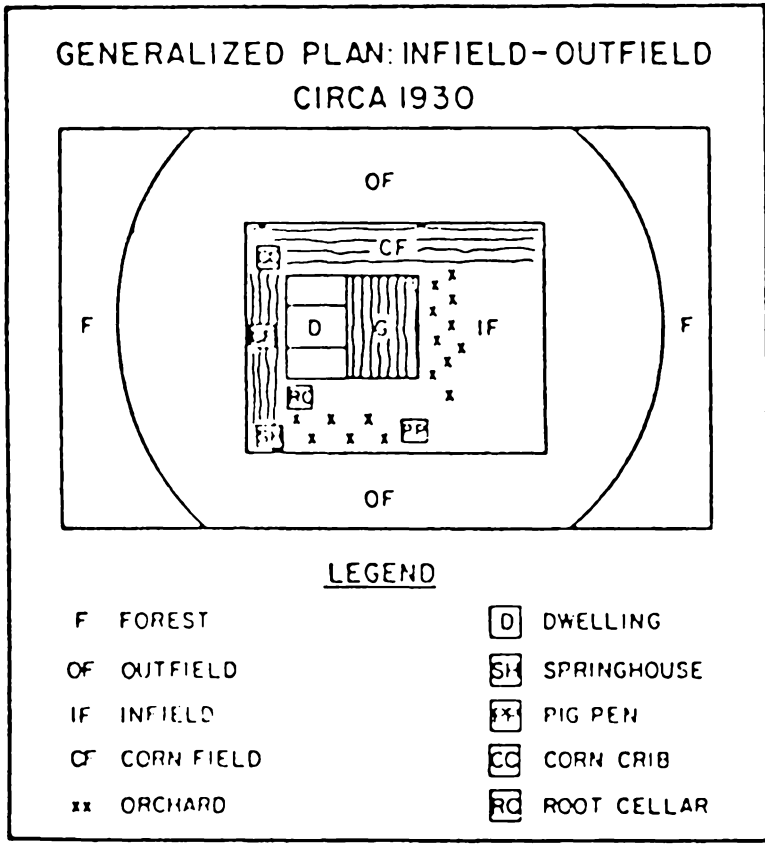 GENERALIZED PLAN: INFIELD-OUTFIELD
CIRCA 1930
OF
CF
F
D
G
IF
F
RC
SH
PP
OF
LEGEND
F FOREST
OF OUTFIELD
IF INFIELD
CF CORN FIELD
xx ORCHARD
D DWELLING
SH SPRINGHOUSE
PIG PEN
CC CORN CRIB
RC ROOT CELLAR